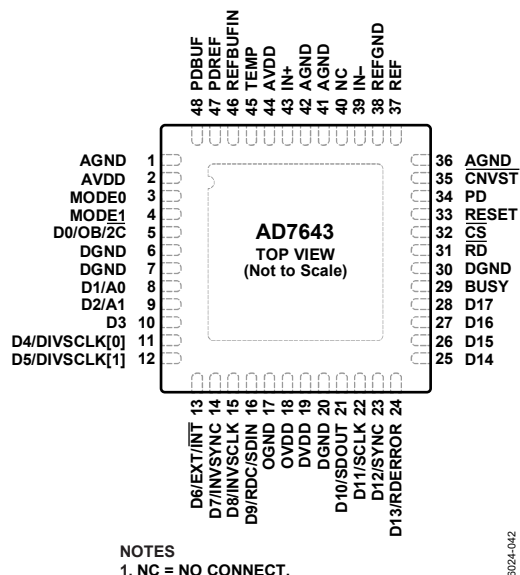 48 PDBUF
47 PDREF
46 REFBUFIN
45 TEMP
44 AVDD
43 IN+
42 AGND
41 AGND
40 NC
39 IN–
38 REFGND
37 REF
AGND 1
AVDD 2
MODE0 3
MODE1 4
D0/OB/2C 5
DGND 6
DGND 7
D1/A0 8
D2/A1 9
D3 10
D4/DIVSCLK[0] 11
D5/DIVSCLK[1] 12
AD7643
TOP VIEW
(Not to Scale)
36 AGND
35 CNVST
34 PD
33 RESET
32 CS
31 RD
30 DGND
29 BUSY
28 D17
27 D16
26 D15
25 D14
D6/EXT/INT 13
D7/INVSYNC 14
D8/INVSCLK 15
D9/RDC/SDIN 16
OGND 17
OVDD 18
DVDD 19
DGND 20
D10/SDOUT 21
D11/SCLK 22
D12/SYNC 23
D13/RDERROR 24
NOTES
1. NC = NO CONNECT.
6024-042